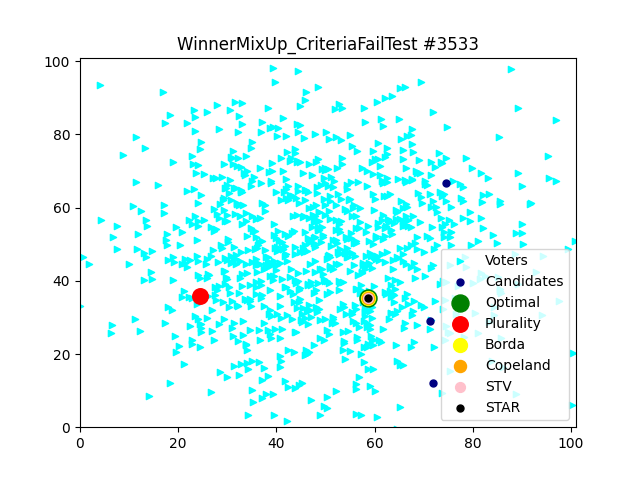 WinnerMixUp_CriteriaFailTest #3533
100
80
60
40
20
0
0
20
40
60
80
100
Voters
Candidates
Optimal
Plurality
Borda
Copeland
STV
STAR